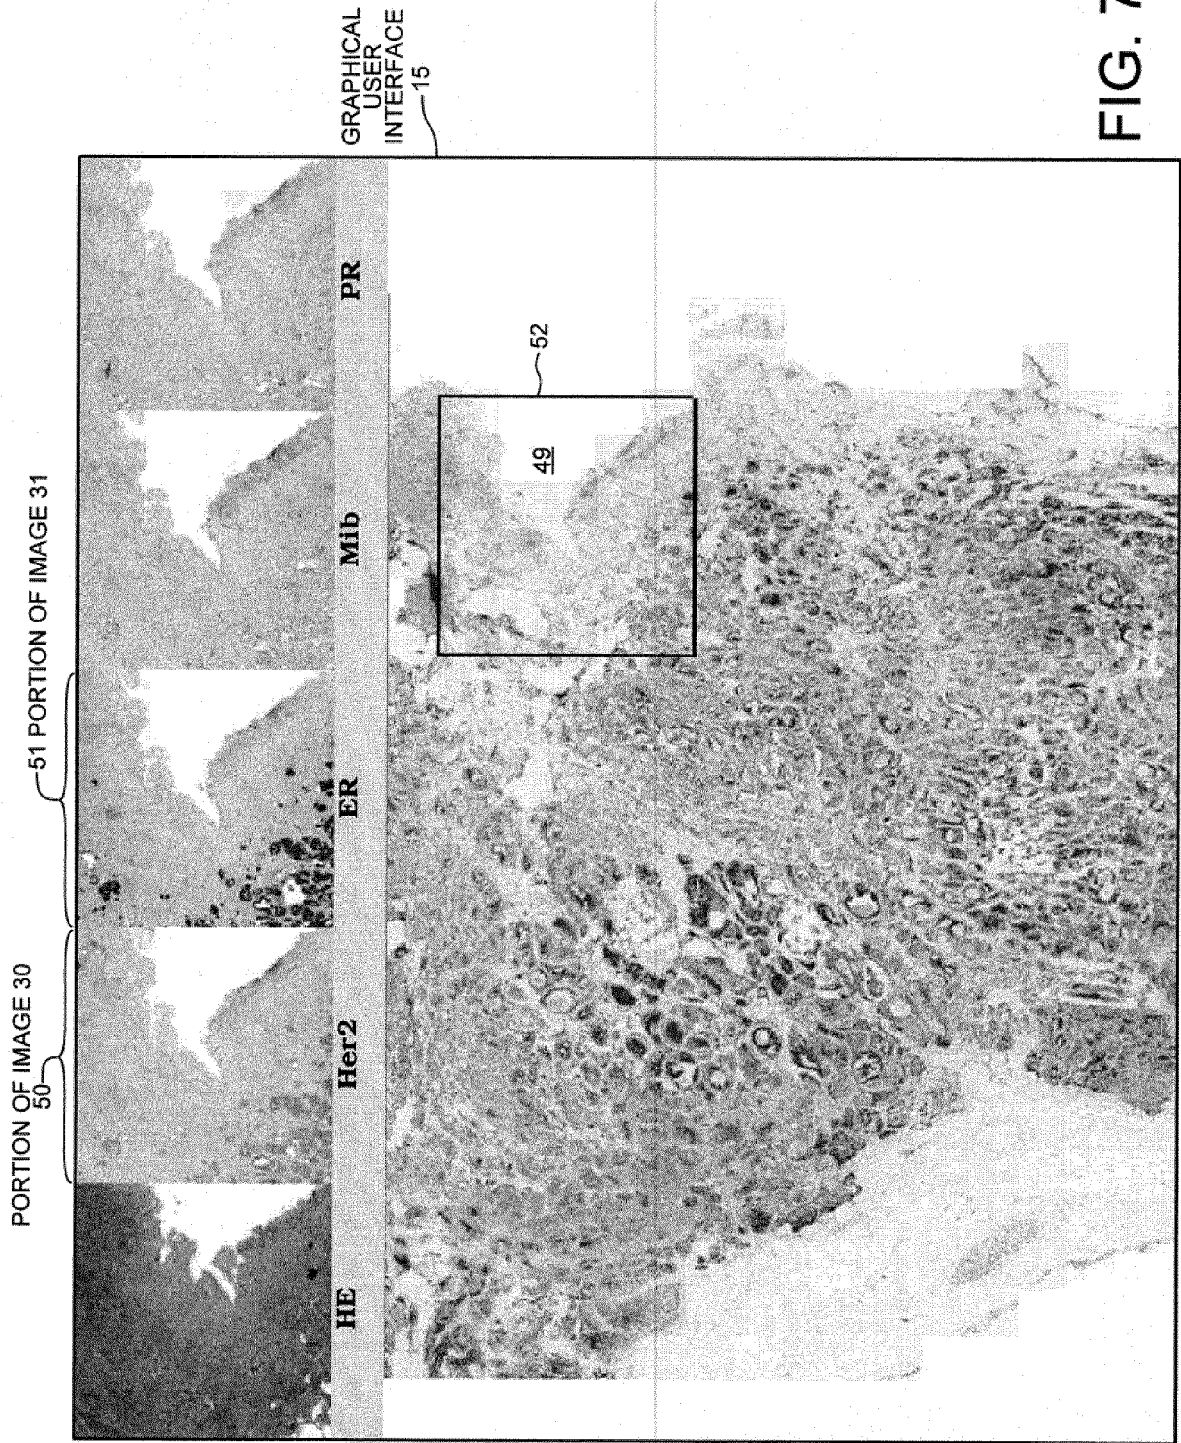 PORTION OF IMAGE 30
50
51 PORTION OF IMAGE 31
GRAPHICAL
USER
INTERFACE
15
HE
Her2
ER
Mib
PR
52
49
FIG. 7